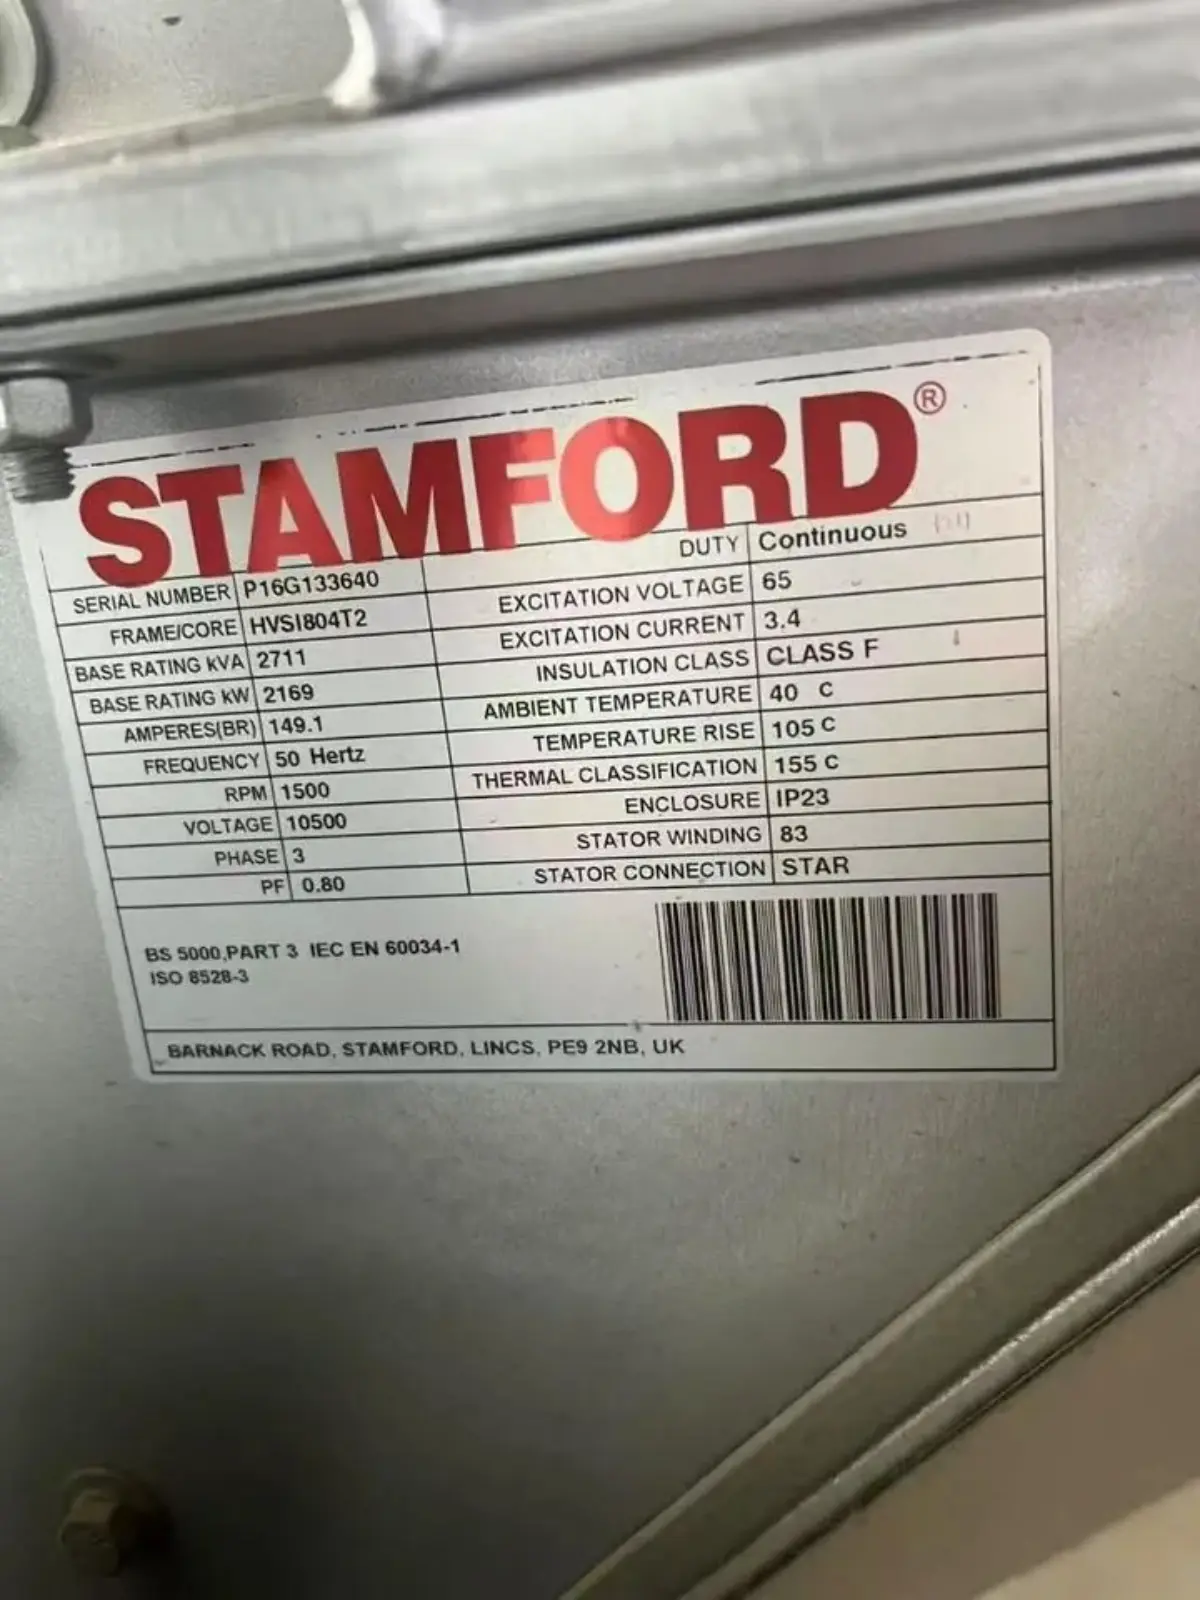 STAMFORD®
SERIAL NUMBER P16G133640
FRAME/CORE HVSI804T2
BASE RATING kVA 2711
BASE RATING kW 2169
AMPERES(BR) 149.1
FREQUENCY 50 Hertz
RPM 1500
VOLTAGE 10500
PHASE 3
PF 0.80
DUTY Continuous
EXCITATION VOLTAGE 65
EXCITATION CURRENT 3.4
INSULATION CLASS CLASS F
AMBIENT TEMPERATURE 40 C
TEMPERATURE RISE 105 C
THERMAL CLASSIFICATION 155 C
ENCLOSURE IP23
STATOR WINDING 83
STATOR CONNECTION STAR
BS 5000,PART 3 IEC EN 60034-1
ISO 8528-3
BARNACK ROAD, STAMFORD, LINCS, PE9 2NB, UK